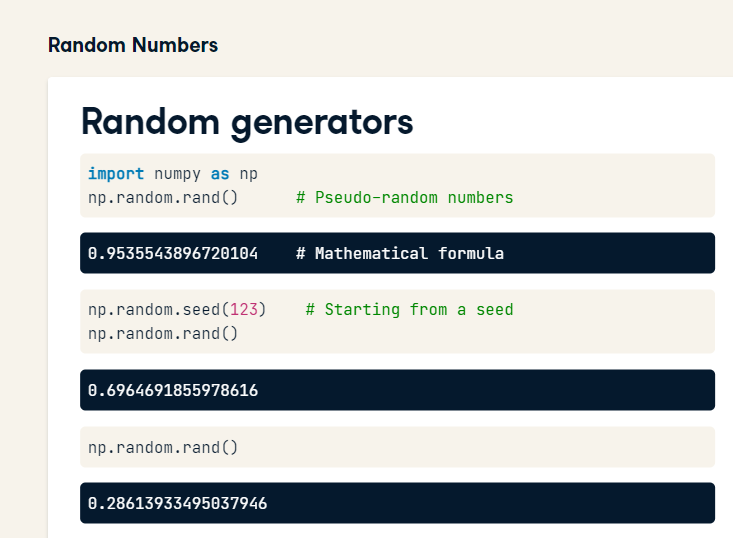 Random Numbers
Random generators
import numpy as np
np.random.rand()      # Pseudo-random numbers
0.9535543896720104    # Mathematical formula
np.random.seed(123)    # Starting from a seed
np.random.rand()
0.6964691855978616
np.random.rand()
0.28613933495037946